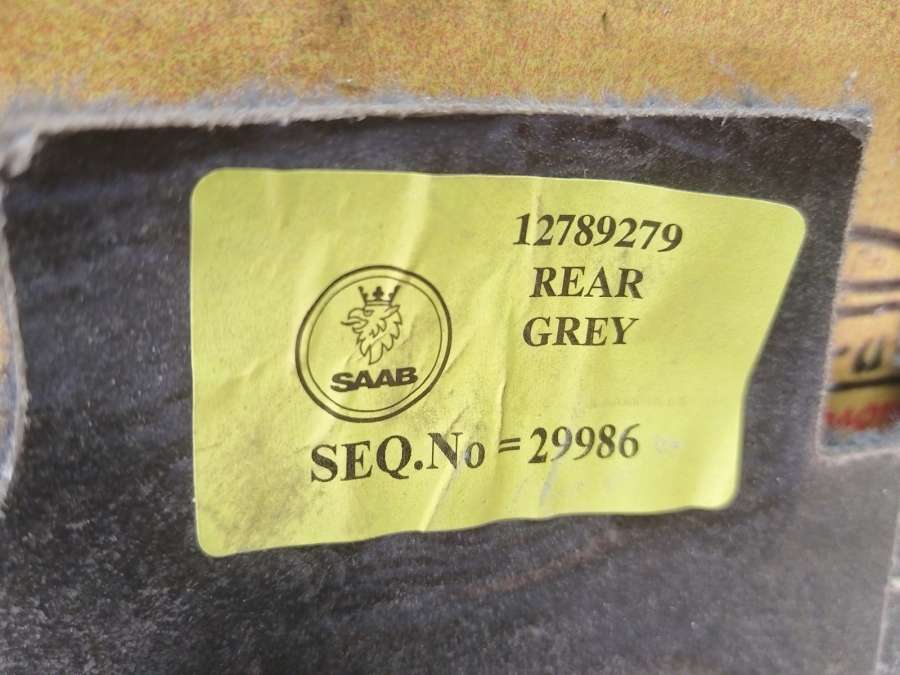 12789279
REAR
GREY
SAAB
SEQ.No = 29986